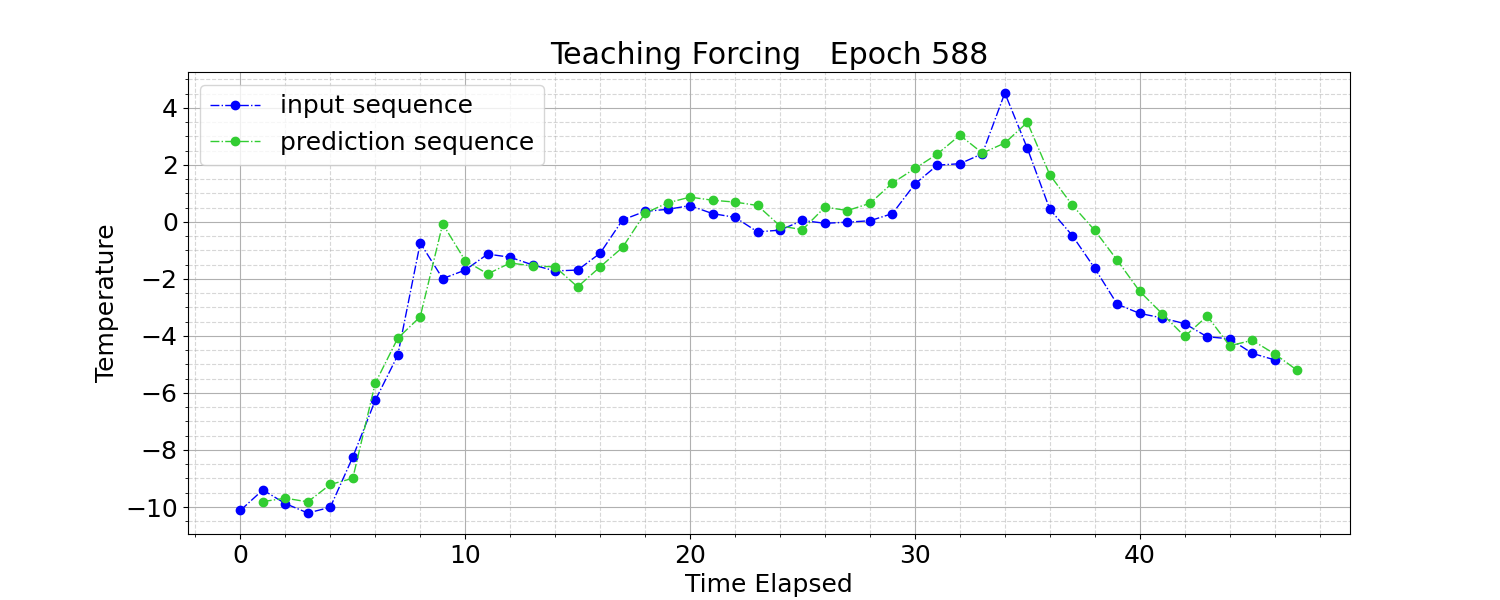 Teaching Forcing   Epoch 588
input sequence
prediction sequence
4
2
0
−2
−4
−6
−8
−10
Temperature
0 10 20 30 40
Time Elapsed